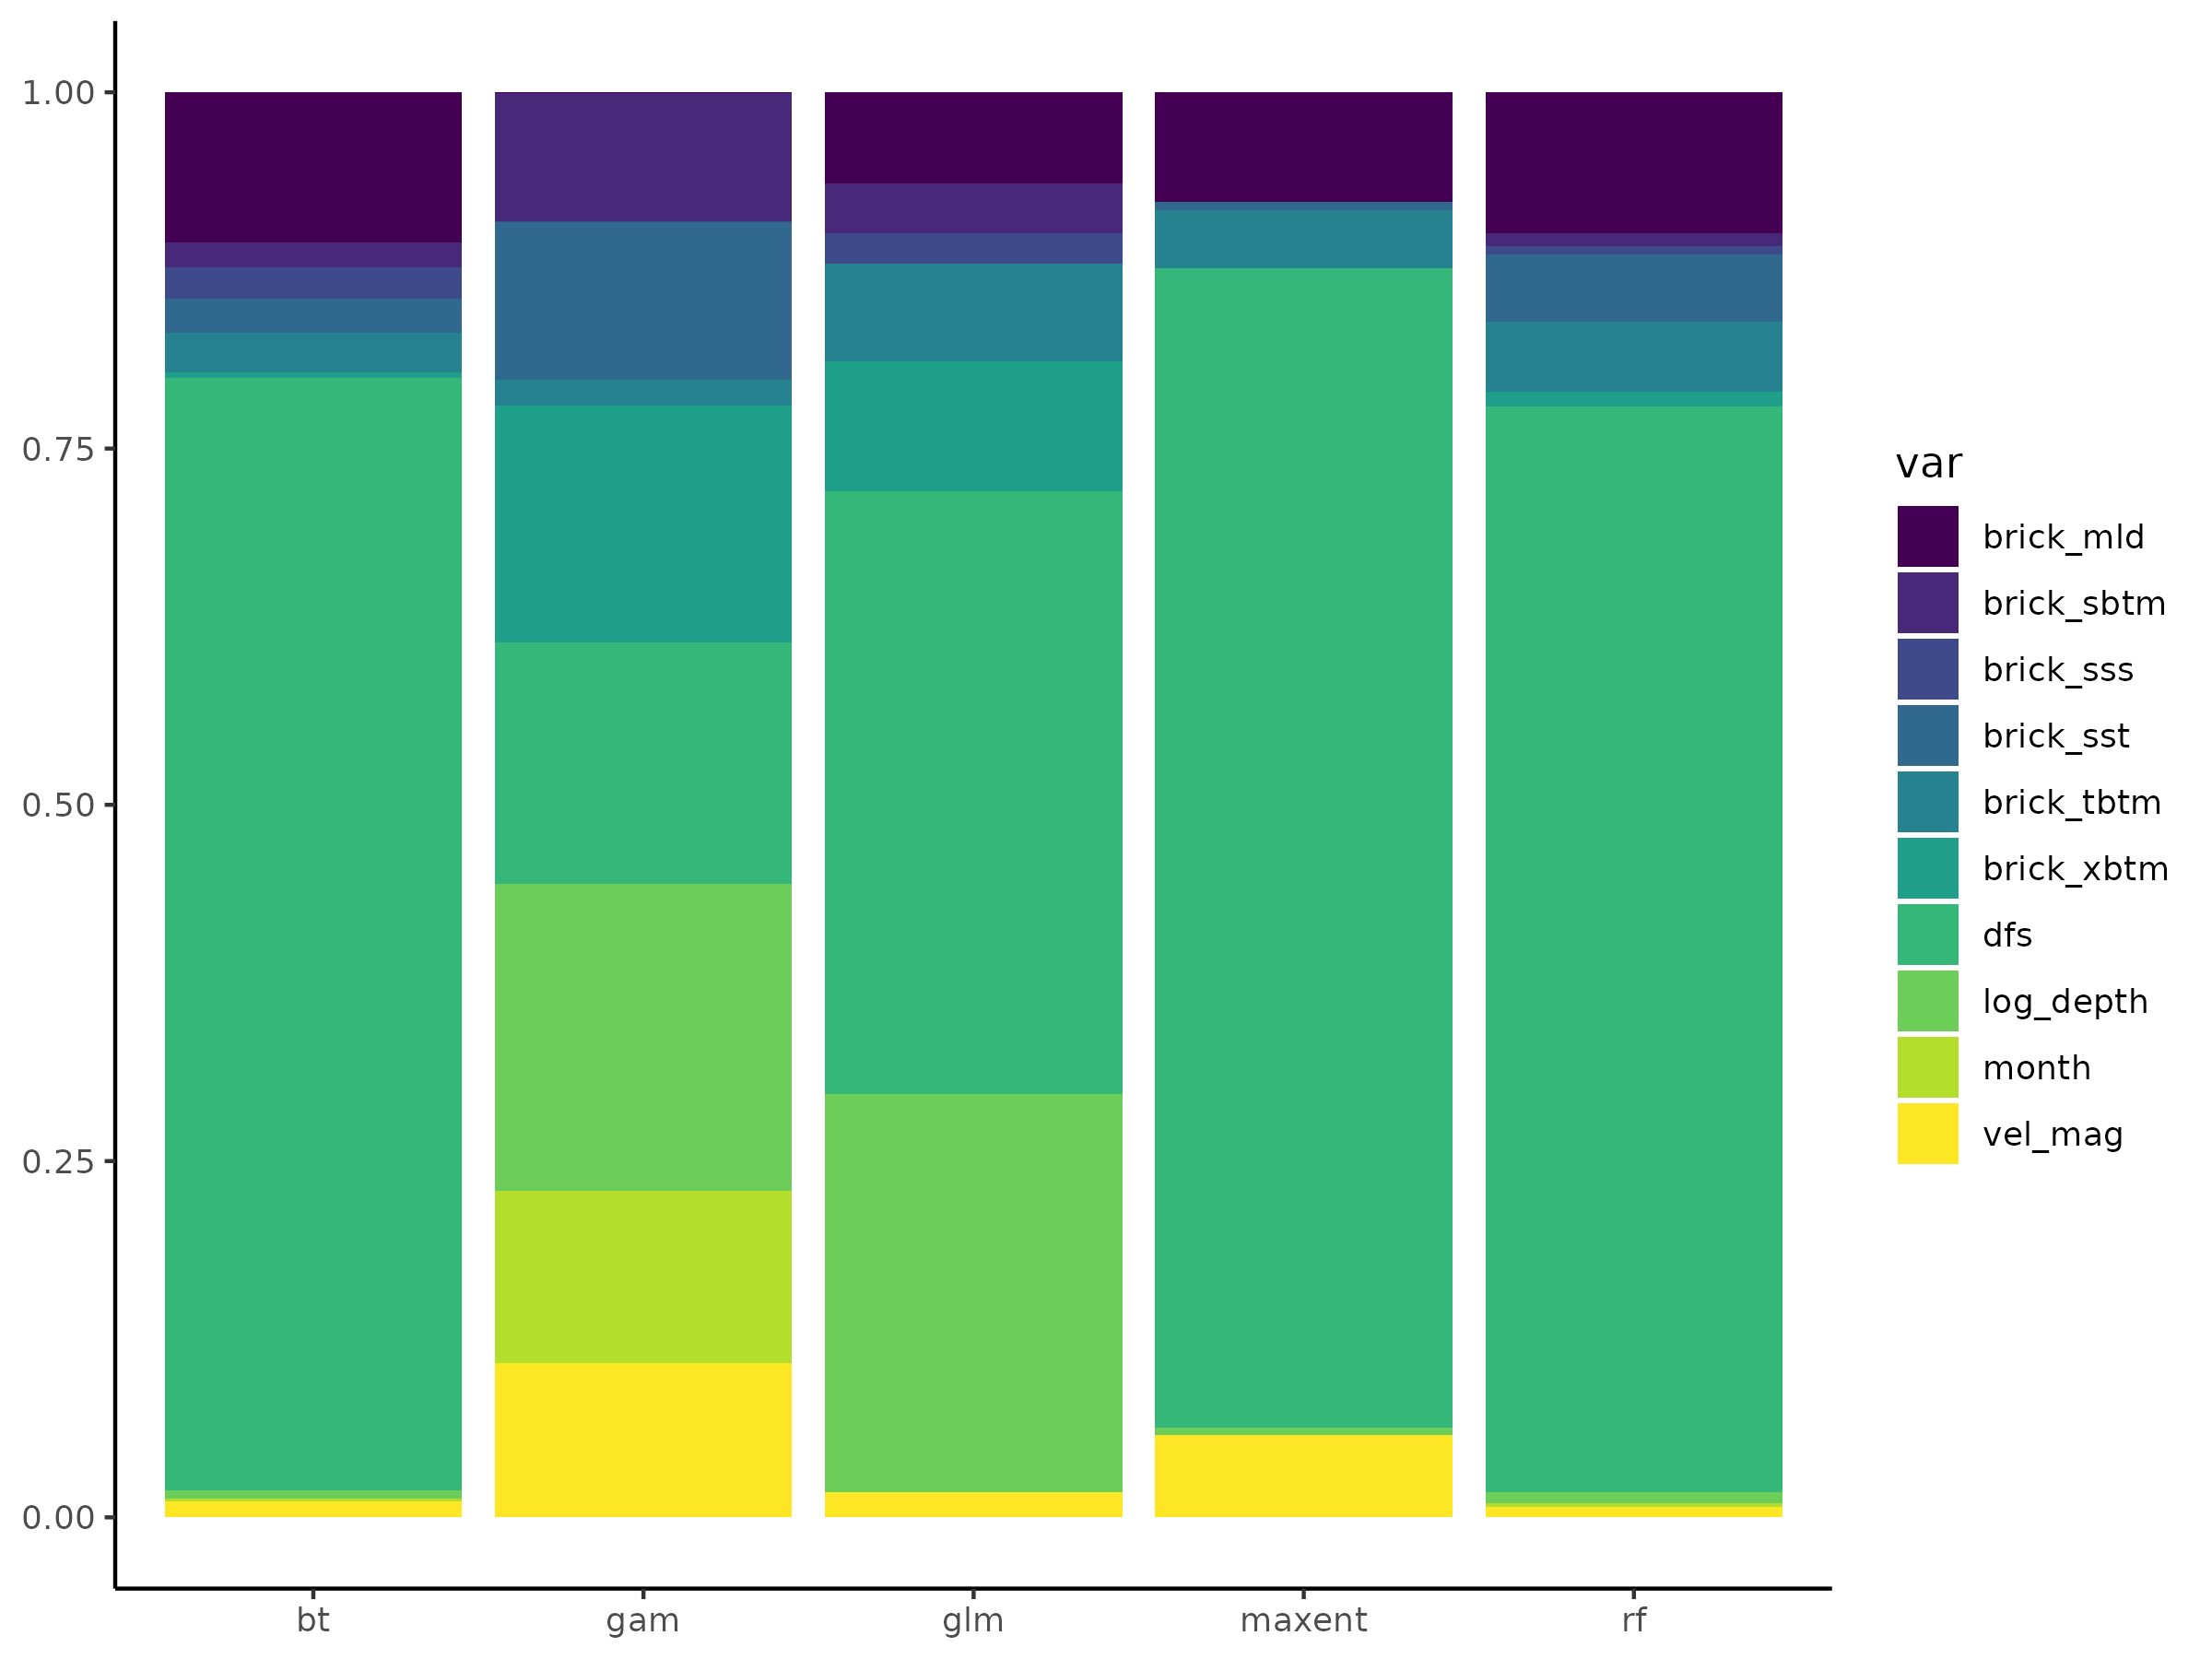 1.00
0.75
0.50
0.25
0.00
bt
gam
glm
maxent
rf
var
brick_mld
brick_sbtm
brick_sss
brick_sst
brick_tbtm
brick_xbtm
dfs
log_depth
month
vel_mag